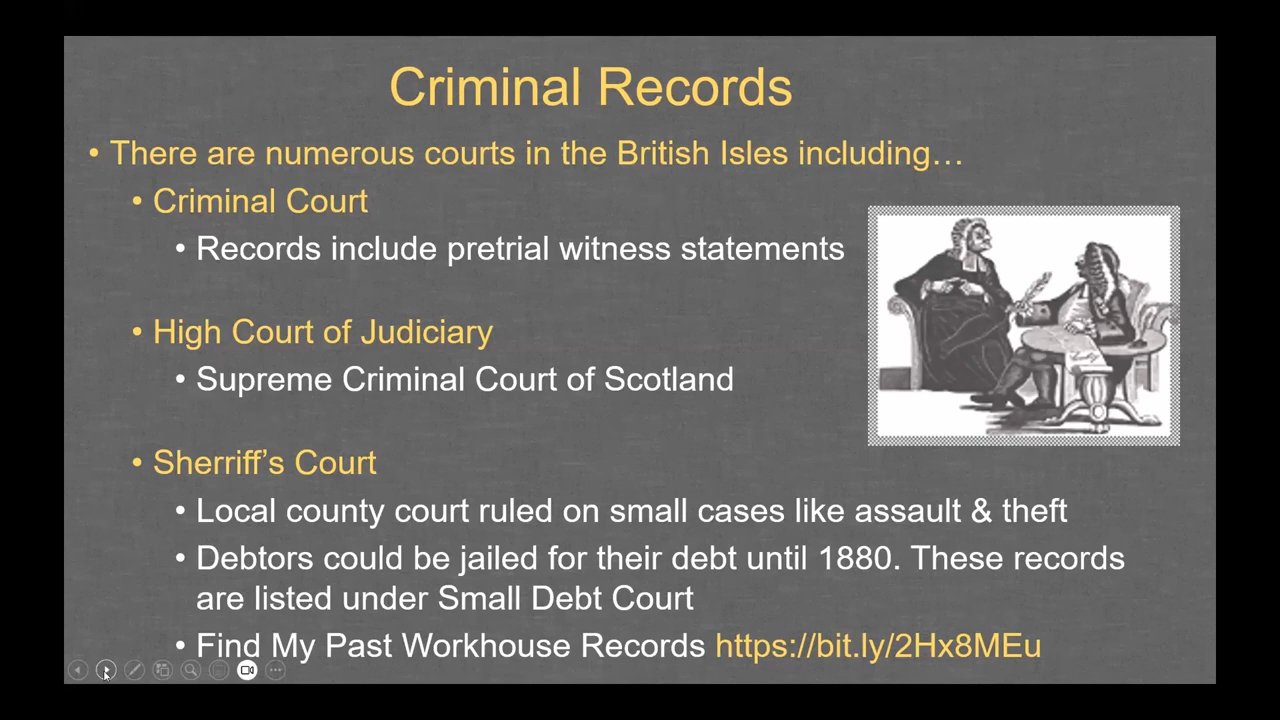 Criminal Records
• There are numerous courts in the British Isles including…
• Criminal Court
• Records include pretrial witness statements
• High Court of Judiciary
• Supreme Criminal Court of Scotland
• Sherriff’s Court
• Local county court ruled on small cases like assault & theft
• Debtors could be jailed for their debt until 1880. These records
are listed under Small Debt Court
• Find My Past Workhouse Records https://bit.ly/2Hx8MEu